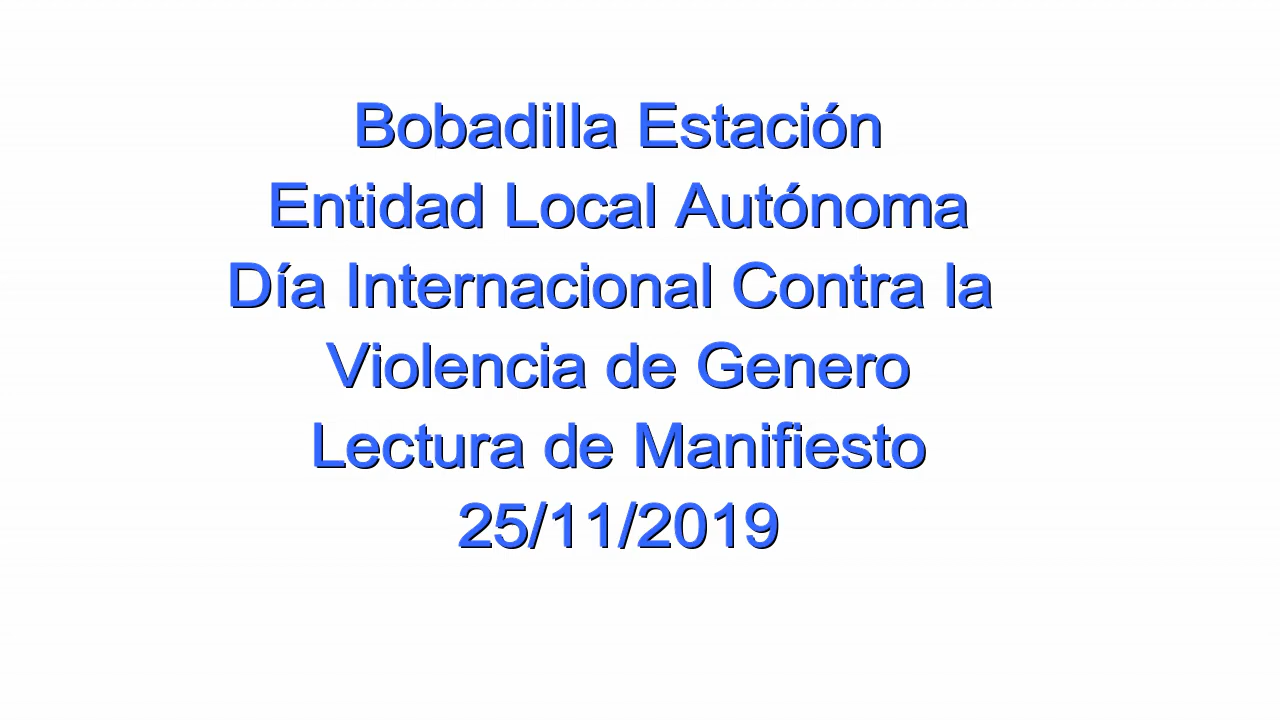 Bobadilla Estación
Entidad Local Autónoma
Día Internacional Contra la
Violencia de Genero
Lectura de Manifiesto
25/11/2019